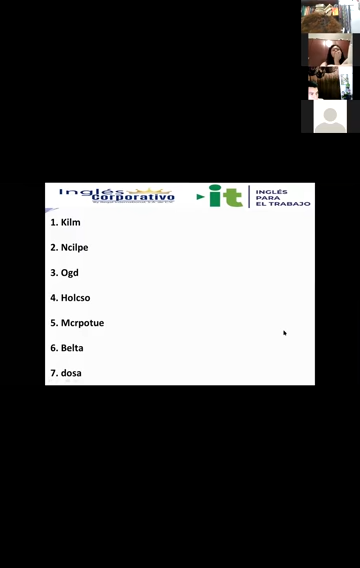 Inglés
Corporativo
it
INGLÉS
PARA
EL TRABAJO
1. Kilm
2. Ncilpe
3. Ogd
4. Holcso
5. Mcrpotue
6. Belta
7. dosa